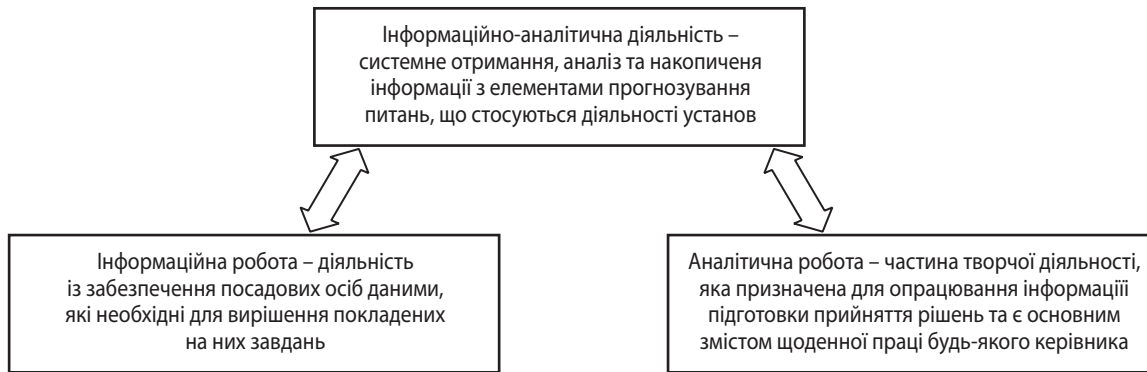 Інформаційно-аналітична діяльність –
системне отримання, аналіз та накопиченя
інформації з елементами прогнозування
питань, що стосуються діяльності установ
Інформаційна робота – діяльність
із забезпечення посадових осіб даними,
які необхідні для вирішення покладених
на них завдань
Аналітична робота – частина творчої діяльності,
яка призначена для опрацювання інформаціїі
підготовки прийняття рішень та є основним
змістом щоденної праці будь-якого керівника